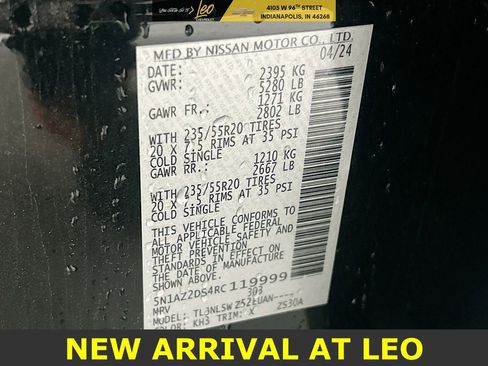 Leo
CHEVROLET
4105 W 96TH STREET
INDIANAPOLIS, IN 46268
MFD BY NISSAN MOTOR CO., LTD.
DATE: 04/24
GVWR: 2395 KG
5280 LB
GAWR FR.: 1271 KG
2802 LB
WITH 235/55R20 TIRES
20 X 7.5 RIMS AT 35 PSI
COLD SINGLE
GAWR RR.: 1210 KG
2667 LB
WITH 235/55R20 TIRES
20 X 7.5 RIMS AT 35 PSI
COLD SINGLE
THIS VEHICLE CONFORMS TO
ALL APPLICABLE FEDERAL
MOTOR VEHICLE SAFETY AND
THEFT PREVENTION
STANDARDS IN EFFECT ON
THE DATE OF MANUFACTURE
SHOWN ABOVE.
5N1AZ2DS4RC119999
MPV 303
MODEL:
COLOR: KH3 TRIM: X Z530A
NEW ARRIVAL AT LEO